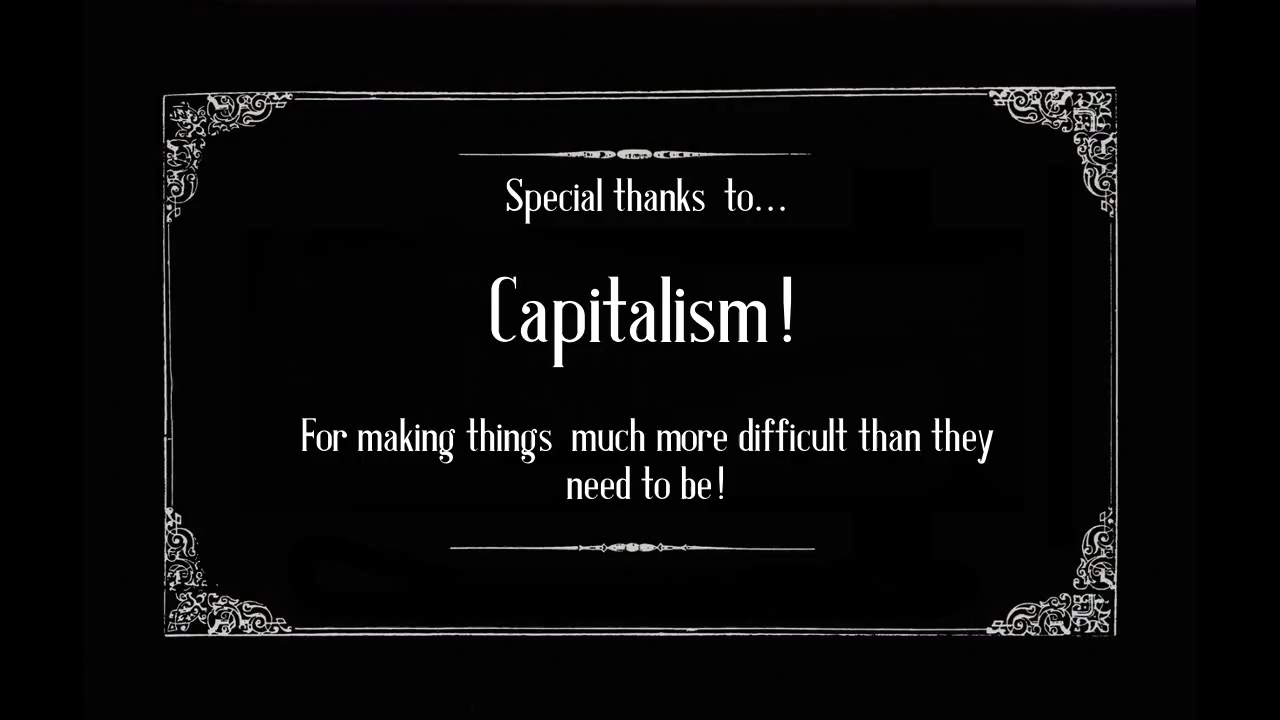 Special thanks to...
Capitalism!
For making things much more difficult than they
need to be!